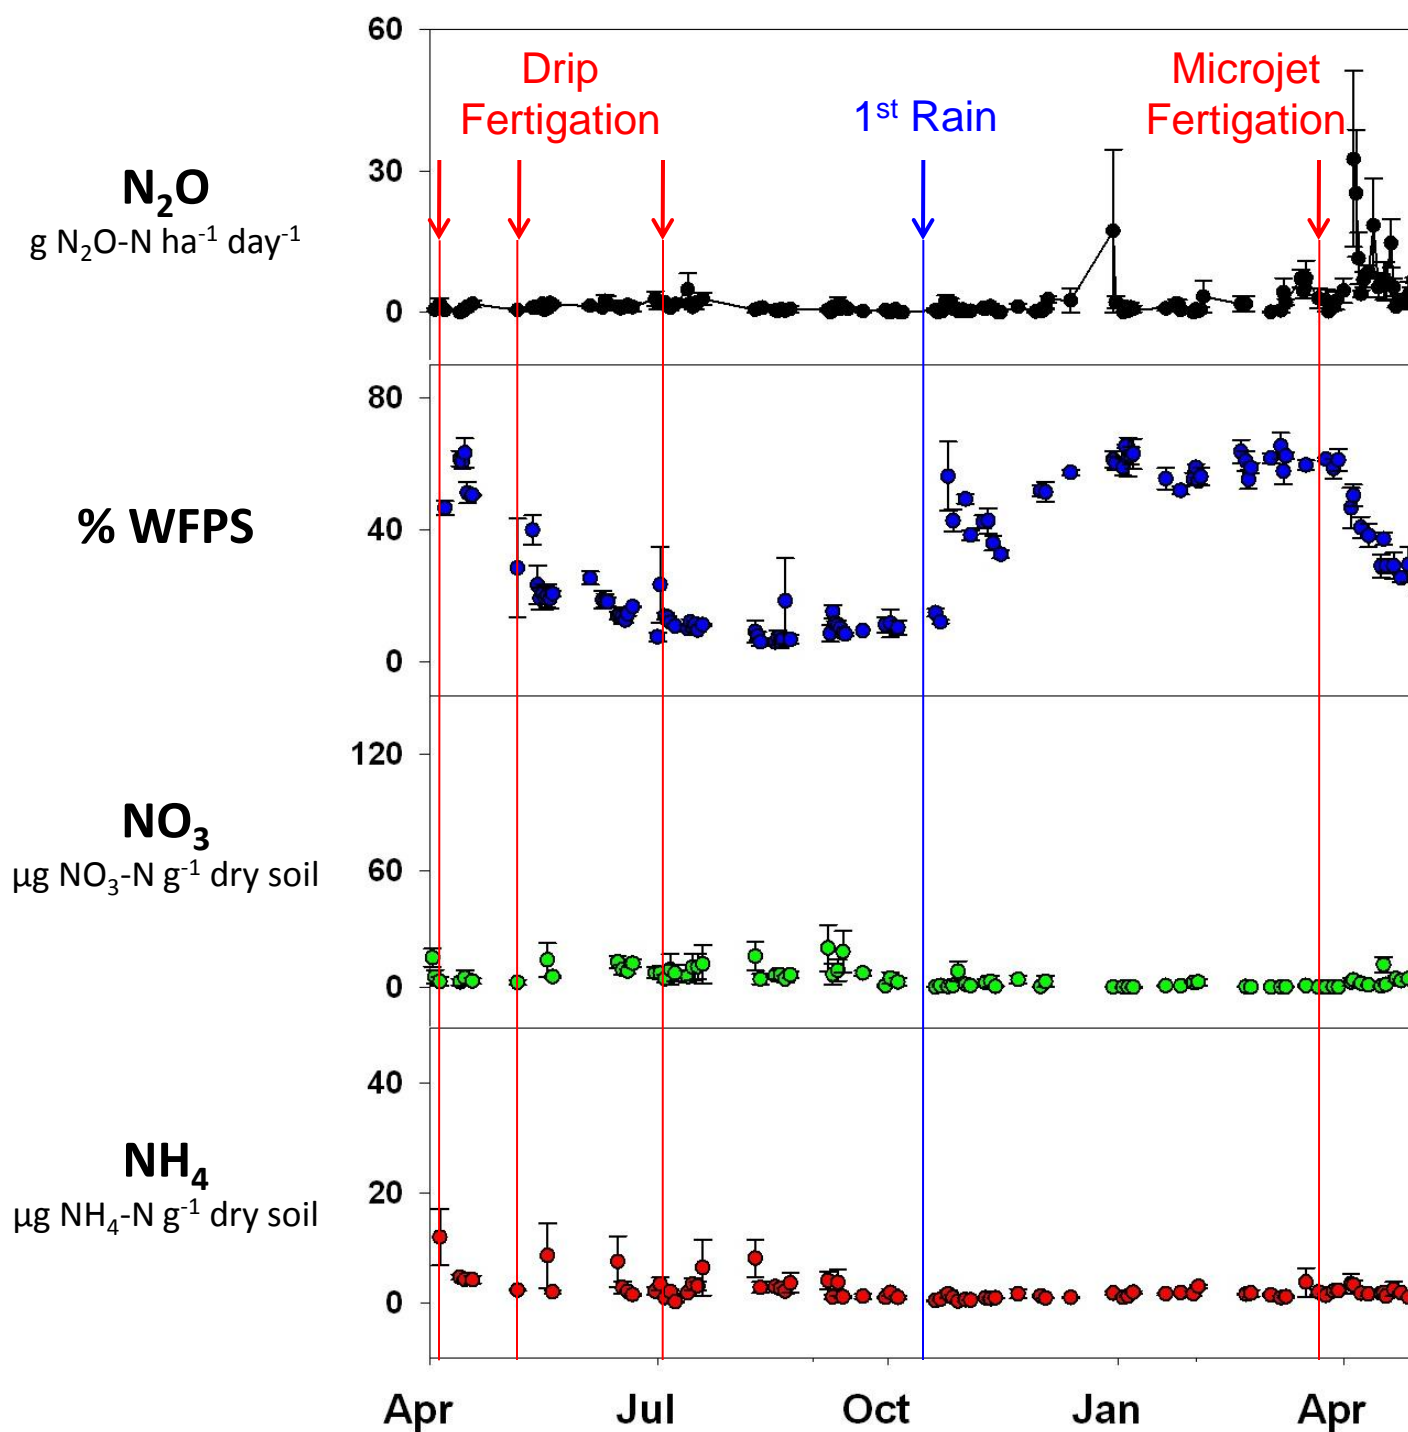 60
Drip
Fertigation
1st Rain
Microjet
Fertigation
30
N2O
g N2O-N ha-1 day-1
0
80
% WFPS
40
0
120
NO3
µg NO3-N g-1 dry soil
60
0
40
NH4
µg NH4-N g-1 dry soil
20
0
Apr Jul Oct Jan Apr